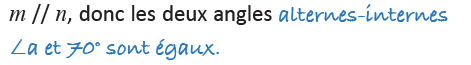 m // n, donc les deux angles alternes-internes
∠a et 70° sont égaux.